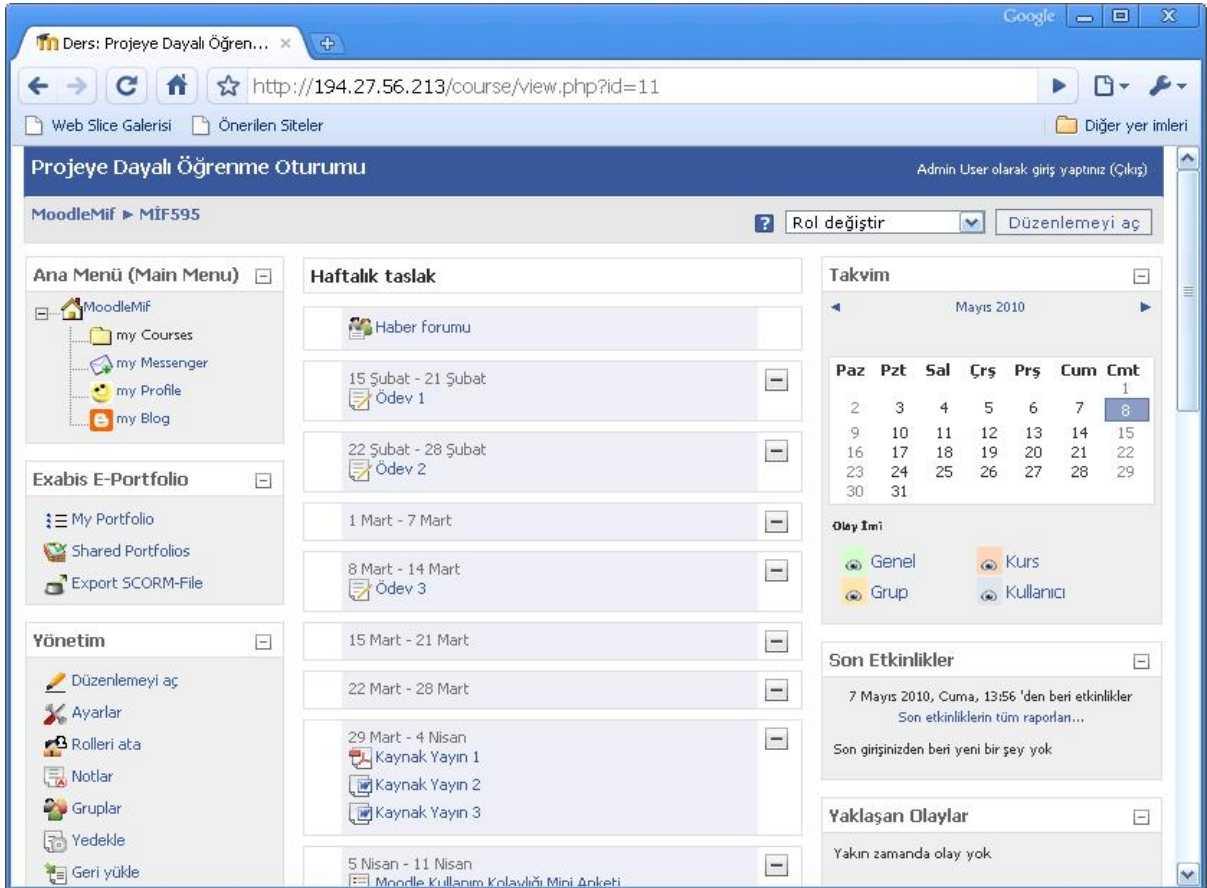 Google
Ders: Projeye Dayalı Öğren...
http://194.27.56.213/course/view.php?id=11
Web Slice Galerisi Önerilen Siteler Diğer yer imleri
Projeye Dayalı Öğrenme Oturumu
Admin User olarak giriş yaptınız (Çıkış)
MoodleMif ► MİF595
? Rol değiştir Düzenlemeyi aç
Ana Menü (Main Menu)
MoodleMif
my Courses
my Messenger
my Profile
my Blog
Exabis E-Portfolio
My Portfolio
Shared Portfolios
Export SCORM-File
Yönetim
Düzenlemeyi aç
Ayarlar
Rolleri ata
Notlar
Gruplar
Yedekle
Geri yükle
Haftalık taslak
Haber forumu
15 Şubat - 21 Şubat
Ödev 1
22 Şubat - 28 Şubat
Ödev 2
1 Mart - 7 Mart
8 Mart - 14 Mart
Ödev 3
15 Mart - 21 Mart
22 Mart - 28 Mart
29 Mart - 4 Nisan
Kaynak Yayın 1
Kaynak Yayın 2
Kaynak Yayın 3
5 Nisan - 11 Nisan
Moodle Kullanım Kolaylığı Mini Anketi
Takvim
◄ Mayıs 2010 ►
Paz Pzt Sal Çrş Prş Cum Cmt
1
2 3 4 5 6 7 8
9 10 11 12 13 14 15
16 17 18 19 20 21 22
23 24 25 26 27 28 29
30 31
Olay İmi
Genel Kurs
Grup Kullanıcı
Son Etkinlikler
7 Mayıs 2010, Cuma, 13:56 'den beri etkinlikler
Son etkinliklerin tüm raporları...
Son girişinizden beri yeni bir şey yok
Yaklaşan Olaylar
Yakın zamanda olay yok